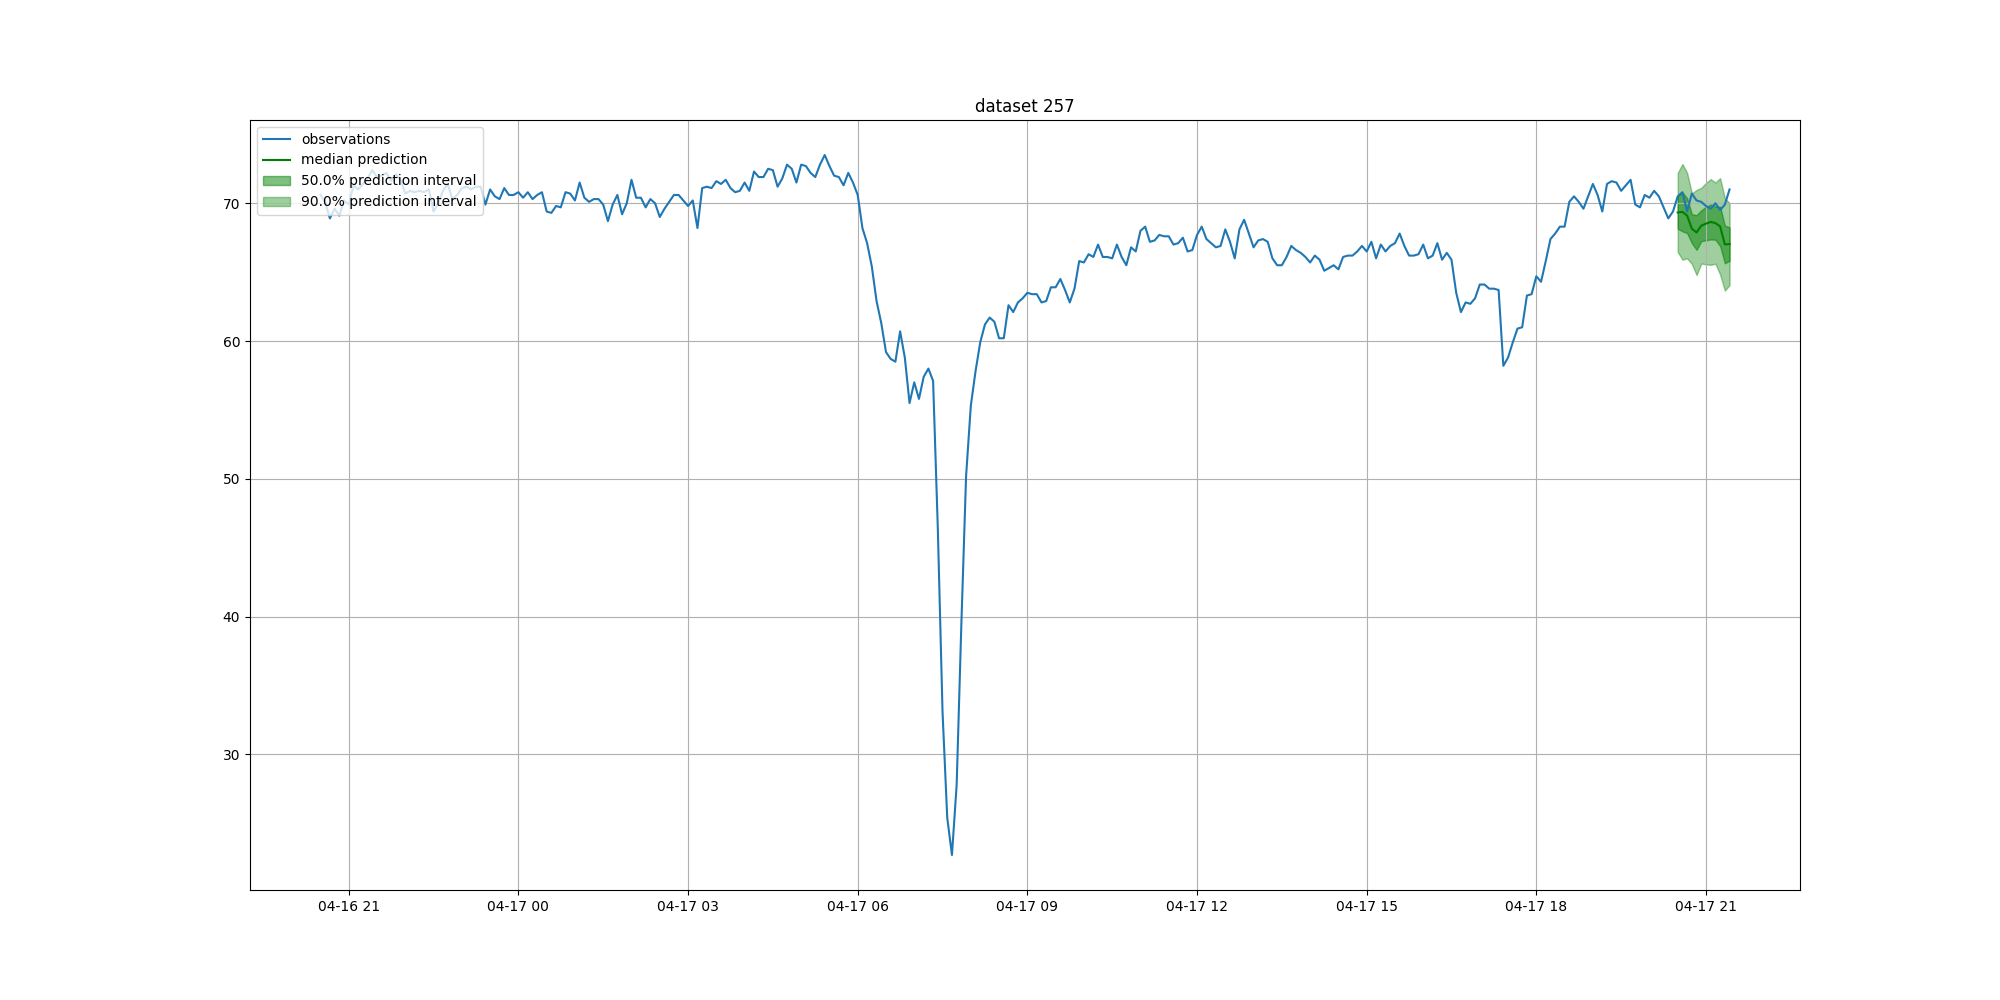 dataset 257
observations
median prediction
50.0% prediction interval
90.0% prediction interval
70
60
50
40
30
04-16 21
04-17 00
04-17 03
04-17 06
04-17 09
04-17 12
04-17 15
04-17 18
04-17 21